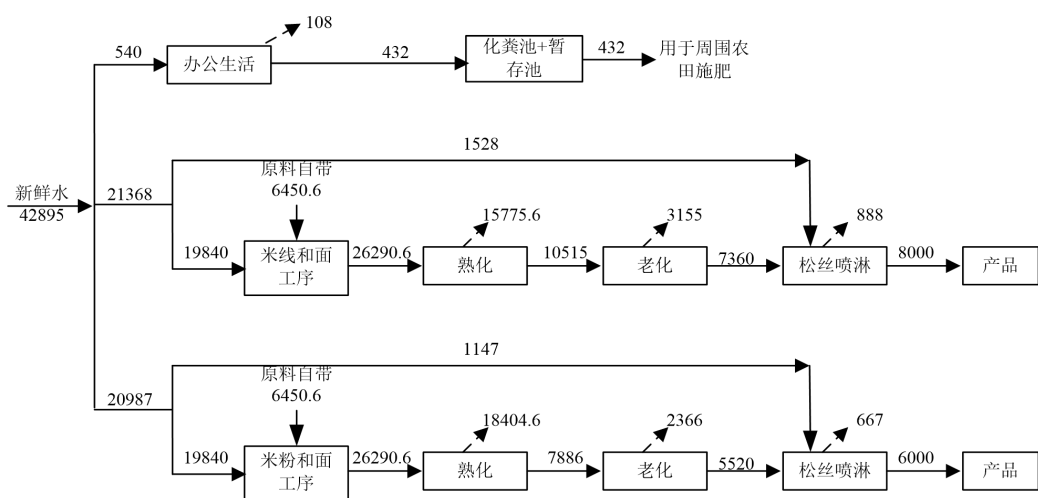 108
540
办公生活
432
化粪池+暂
存池
432
用于周围农
田施肥
1528
新鲜水
42895
21368
原料自带
6450.6
15775.6
3155
888
19840
米线和面
工序
26290.6
熟化
10515
老化
7360
松丝喷淋
8000
产品
1147
20987
原料自带
6450.6
18404.6
2366
667
19840
米粉和面
工序
26290.6
熟化
7886
老化
5520
松丝喷淋
6000
产品